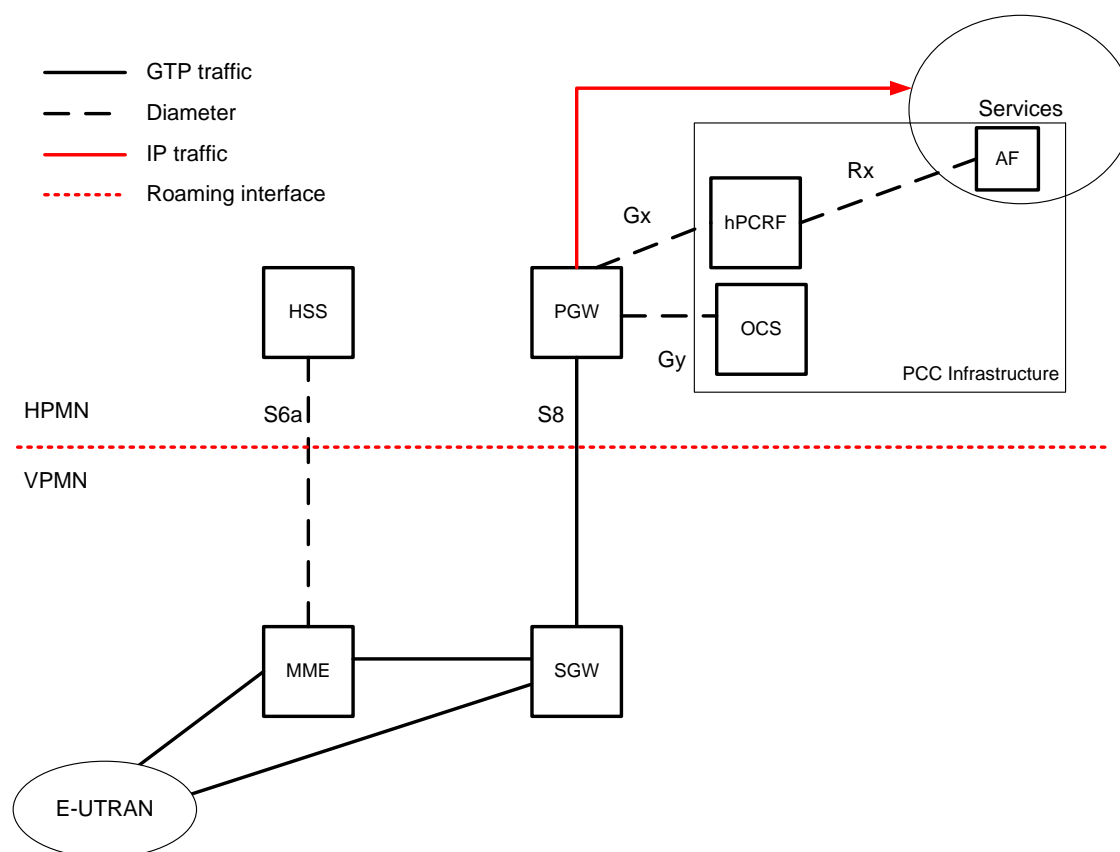 GTP traffic
Diameter
IP traffic
Roaming interface
Services
AF
Rx
Gx
hPCRF
HSS
PGW
OCS
Gy
PCC Infrastructure
HPMN
S6a
S8
VPMN
MME
SGW
E-UTRAN